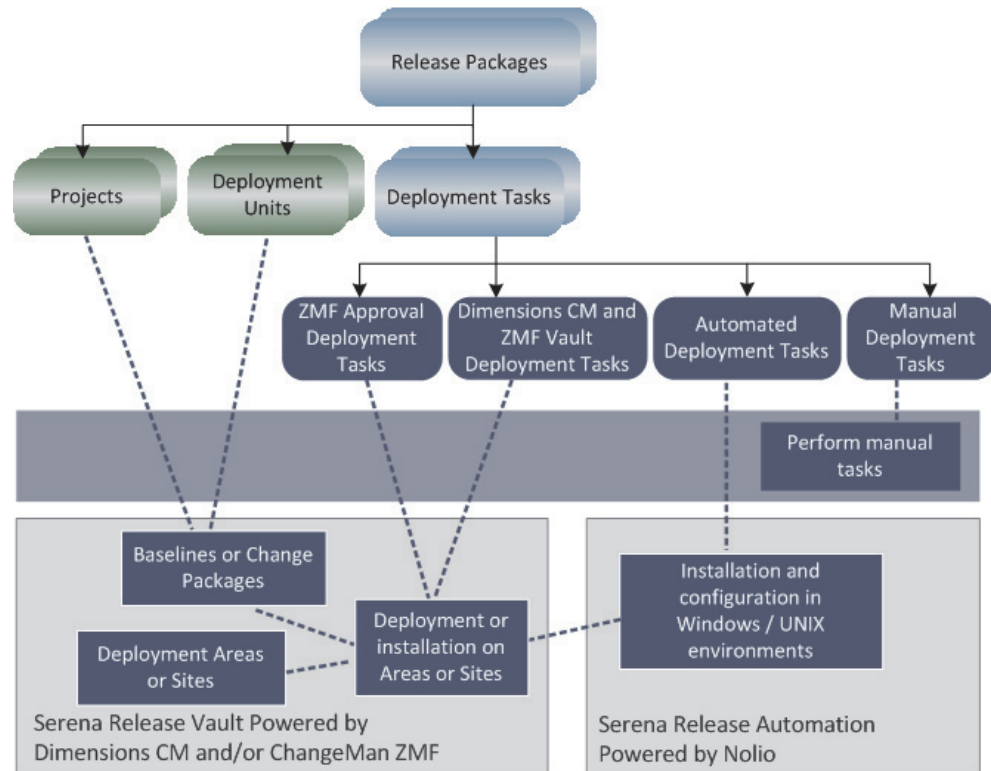 Release Packages
Projects
Deployment
Units
Deployment Tasks
ZMF Approval
Deployment
Tasks
Dimensions CM and
ZMF Vault
Deployment Tasks
Automated
Deployment Tasks
Manual
Deployment
Tasks
Perform manual
tasks
Baselines or Change
Packages
Deployment Areas
or Sites
Deployment or
installation on
Areas or Sites
Installation and
configuration in
Windows / UNIX
environments
Serena Release Vault Powered by
Dimensions CM and/or ChangeMan ZMF
Serena Release Automation
Powered by Nolio